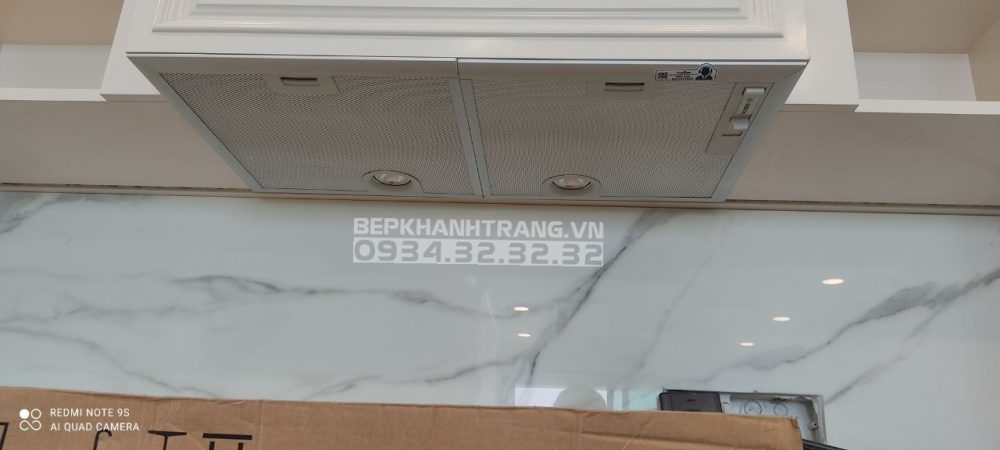 BEPKHANHTRANG.VN
0934.32.32.32
REDMI NOTE 9S
AI QUAD CAMERA